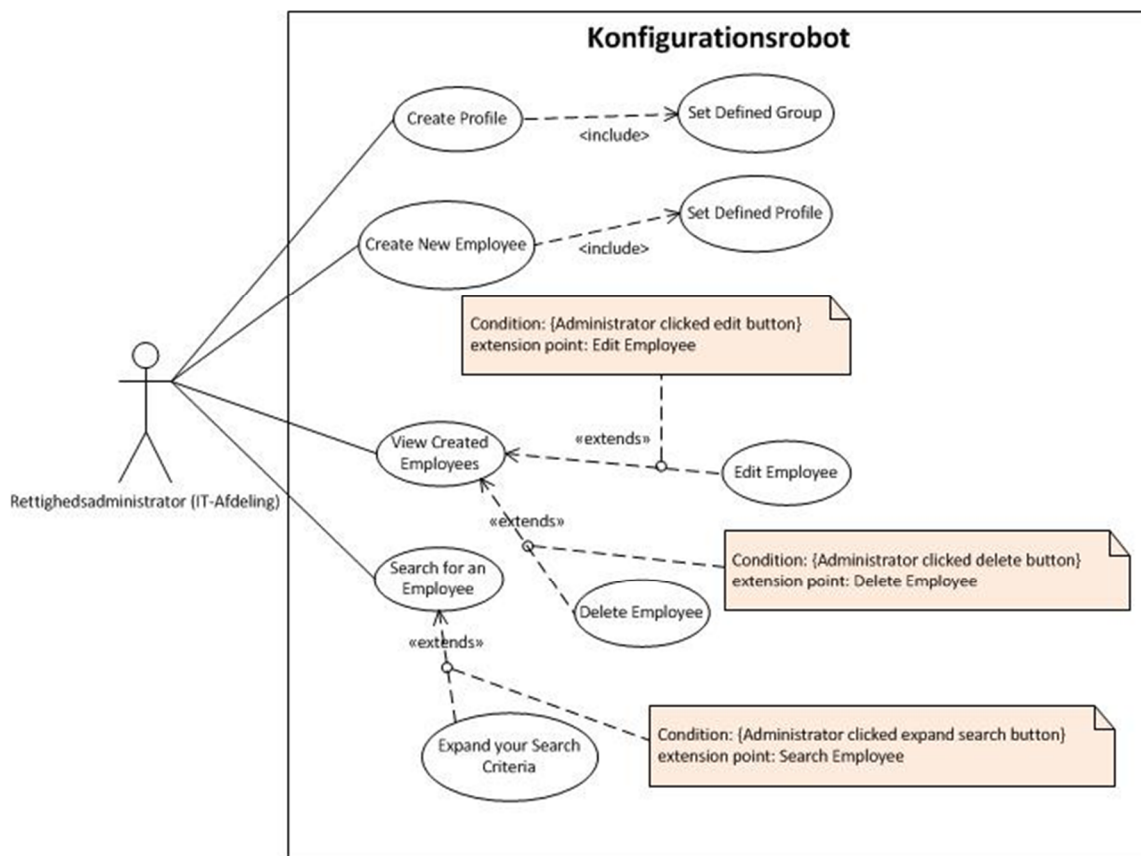 Konfigurationsrobot
Create Profile
<include>
Set Defined Group
Create New Employee
<include>
Set Defined Profile
Condition: {Administrator clicked edit button}
extension point: Edit Employee
Rettighedsadministrator (IT-Afdeling)
View Created
Employees
«extends»
Edit Employee
«extends»
Condition: {Administrator clicked delete button}
extension point: Delete Employee
Delete Employee
Search for an
Employee
«extends»
Expand your Search
Criteria
Condition: {Administrator clicked expand search button}
extension point: Search Employee